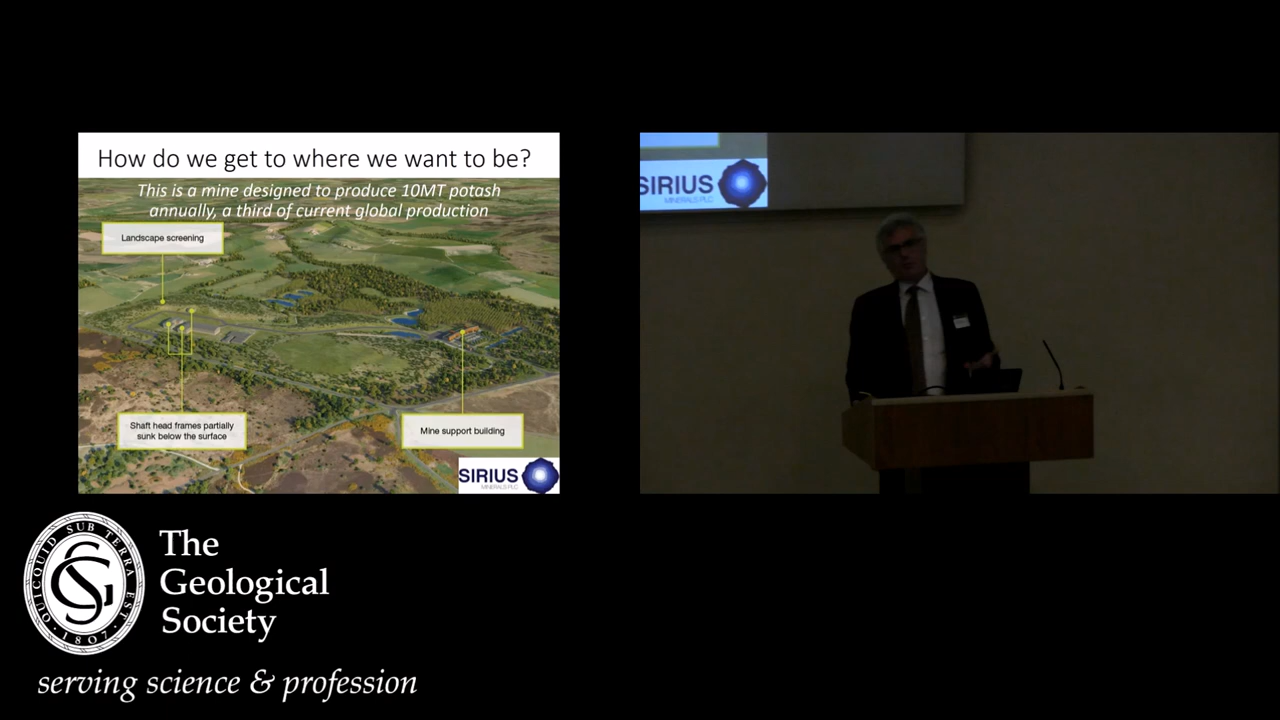 How do we get to where we want to be?
This is a mine designed to produce 10MT potash
annually, a third of current global production
Landscape screening
Shaft head frames partially
sunk below the surface
Mine support building
SIRIUS
MINERALS PLC
SIRIUS
MINERALS PLC
QUICQUID SUB TERRA EST
1807
The
Geological
Society
serving science & profession